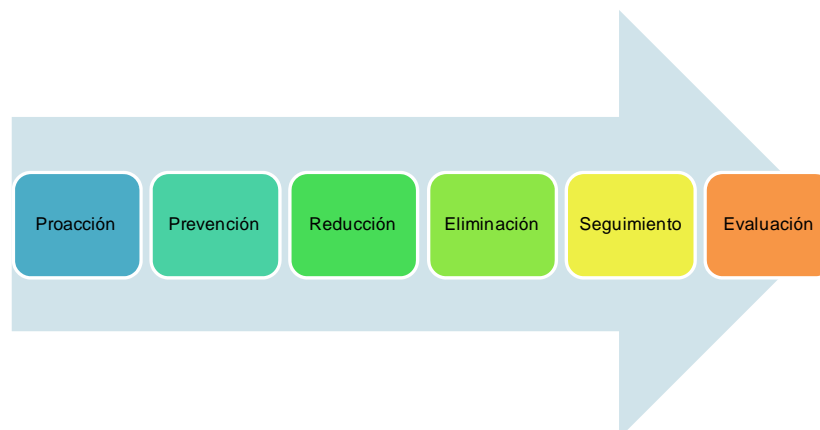 Proacción
Prevención
Reducción
Eliminación
Seguimiento
Evaluación